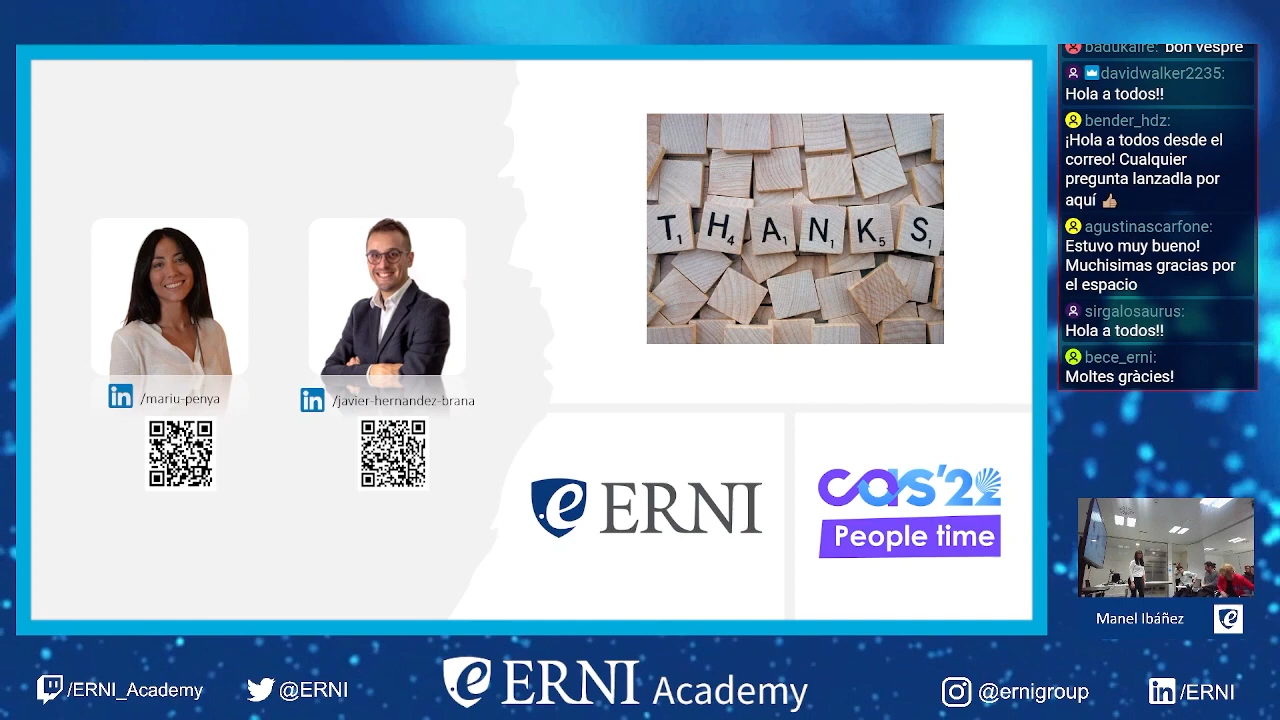 THANKS
/mariu-penya
/javier-hernandez-brana
ERNI
cas'22
People time
badukaire: bon vespre
davidwalker2235:
Hola a todos!!
bender_hdz:
¡Hola a todos desde el
correo! Cualquier
pregunta lanzadla por
aquí 👍🏼
agustinascarfone:
Estuvo muy bueno!
Muchisimas gracias por
el espacio
sirgalosaurus:
Hola a todos!!
bece_erni:
Moltes gràcies!
Manel Ibáñez
/ERNI_Academy
@ERNI
ERNI Academy
@ernigroup
/ERNI